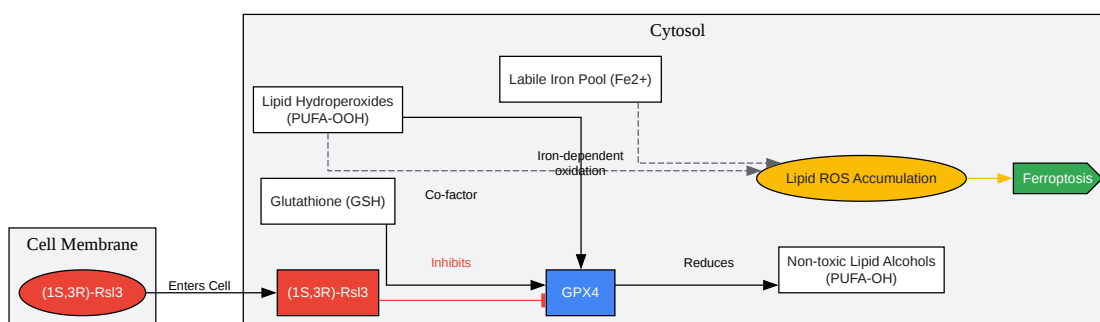 Cytosol
Labile Iron Pool (Fe2+)
Lipid Hydroperoxides
(PUFA-OOH)
Iron-dependent
oxidation
Lipid ROS Accumulation
Ferroptosis
Glutathione (GSH)
Co-factor
Cell Membrane
(1S,3R)-Rsl3
Enters Cell
(1S,3R)-Rsl3
Inhibits
GPX4
Reduces
Non-toxic Lipid Alcohols
(PUFA-OH)